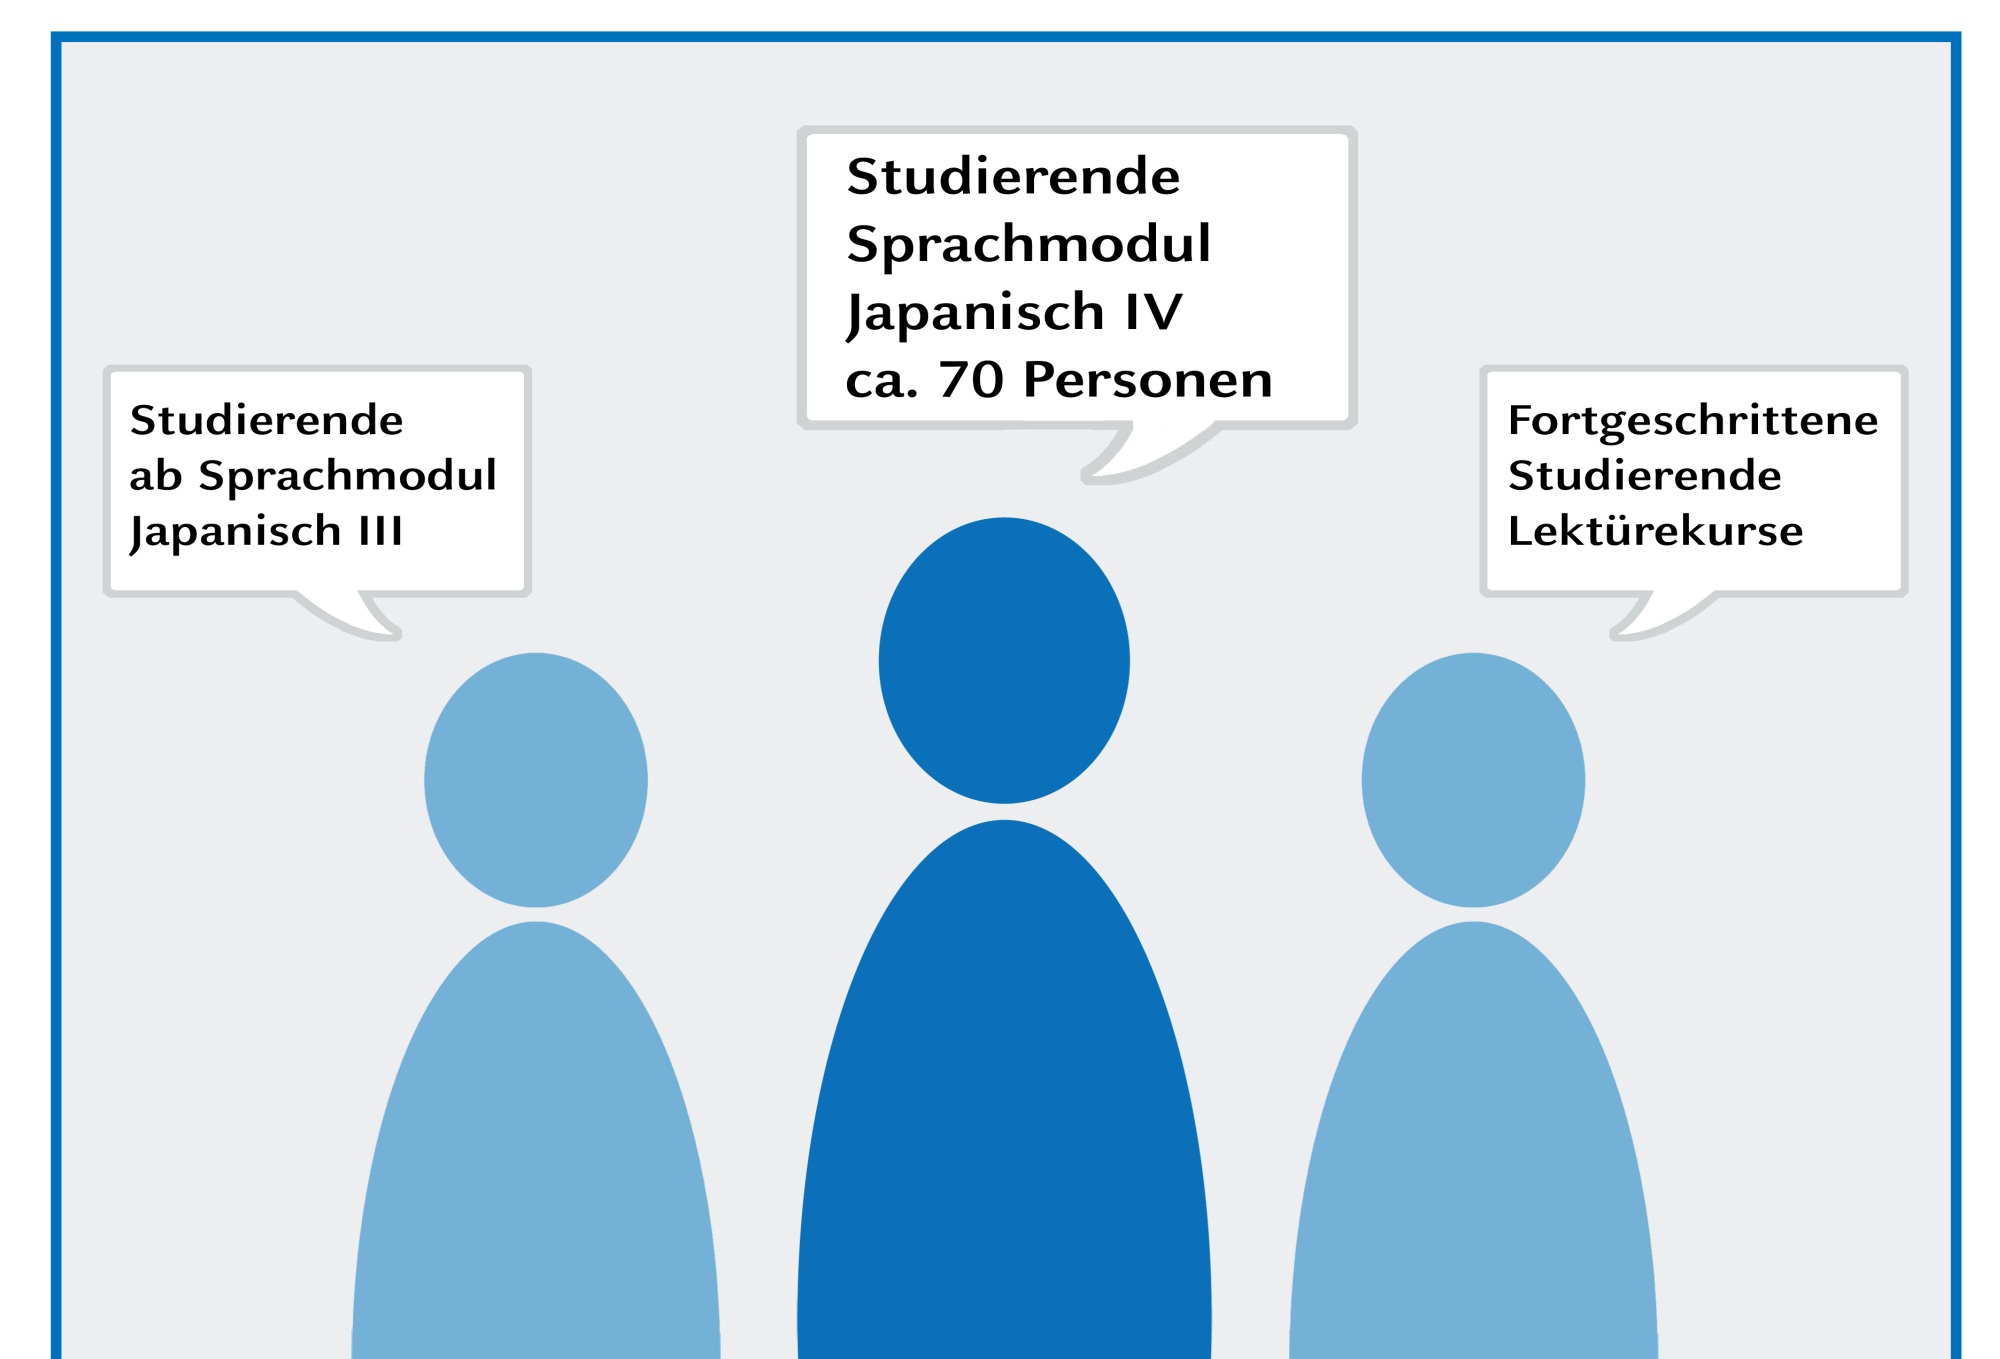 Studierende
Sprachmodul
Japanisch IV
ca. 70 Personen
Studierende
ab Sprachmodul
Japanisch III
Fortgeschrittene
Studierende
Lektürekurse